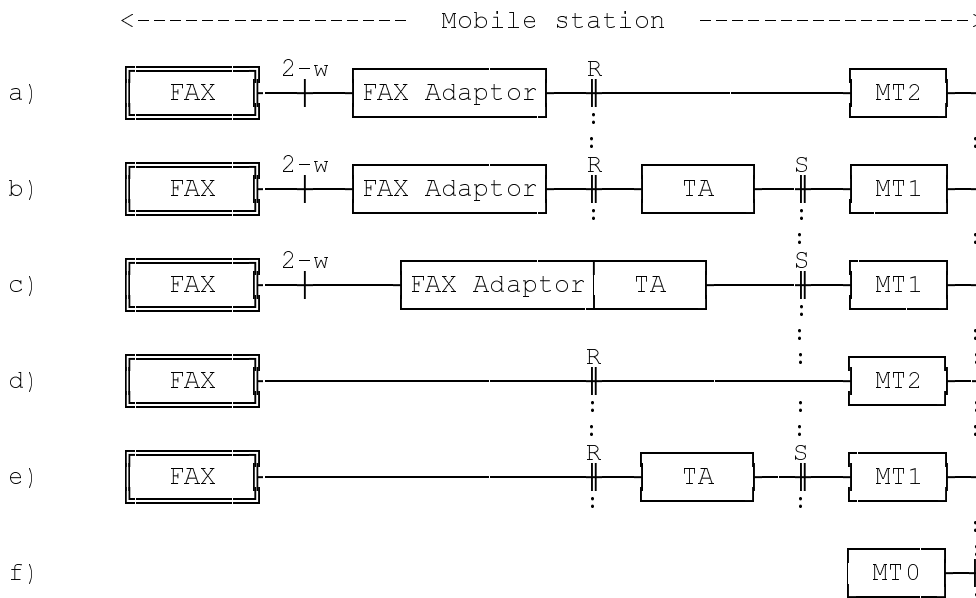 <----------------- Mobile station ----------------->
2-w R
a) FAX FAX Adaptor MT2
2-w R S
b) FAX FAX Adaptor TA MT1
2-w S
c) FAX FAX Adaptor TA MT1
R
d) FAX MT2
R S
e) FAX TA MT1
f) MT0